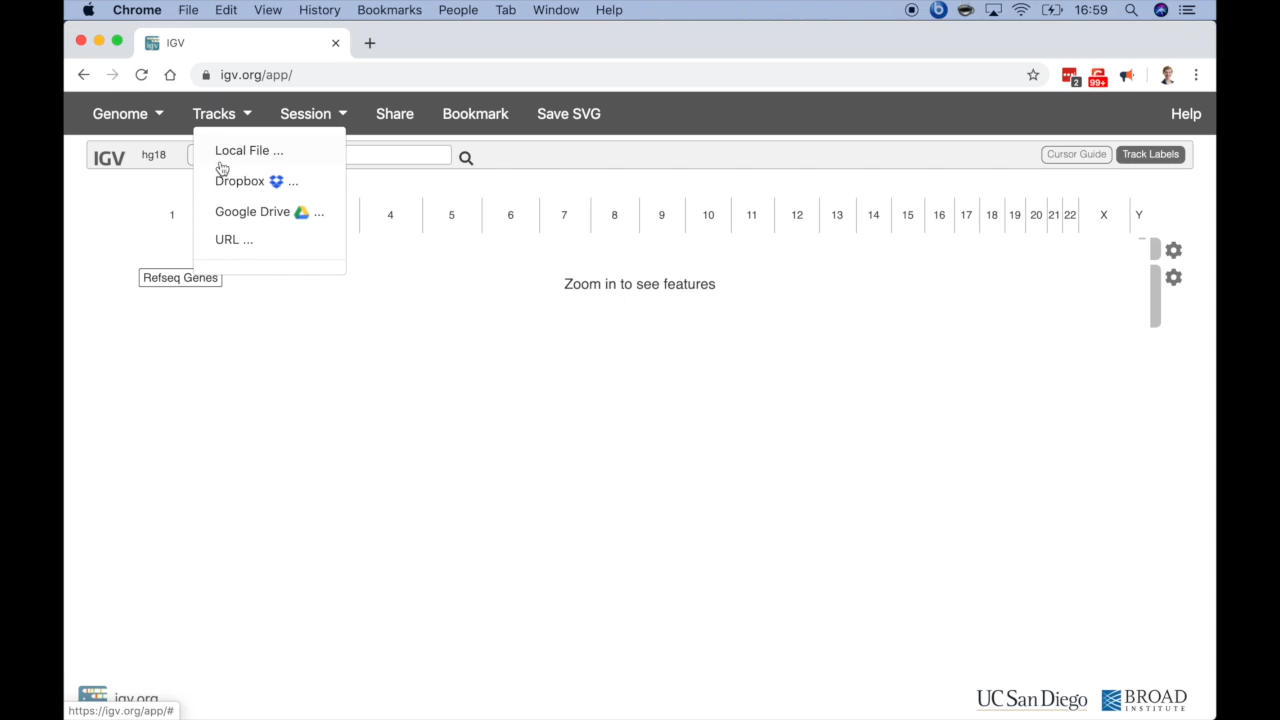 Chrome File Edit View History Bookmarks People Tab Window Help 16:59
IGV
igv.org/app/ 2 99+
Genome Tracks Session Share Bookmark Save SVG Help
Local File ...
IGV hg18 Cursor Guide Track Labels
Dropbox ...
Google Drive ...
1 4 5 6 7 8 9 10 11 12 13 14 15 16 17 18 19 20 21 22 X Y
URL ...
Refseq Genes Zoom in to see features
igv.org UC San Diego BROAD
INSTITUTE
https://igv.org/app/#